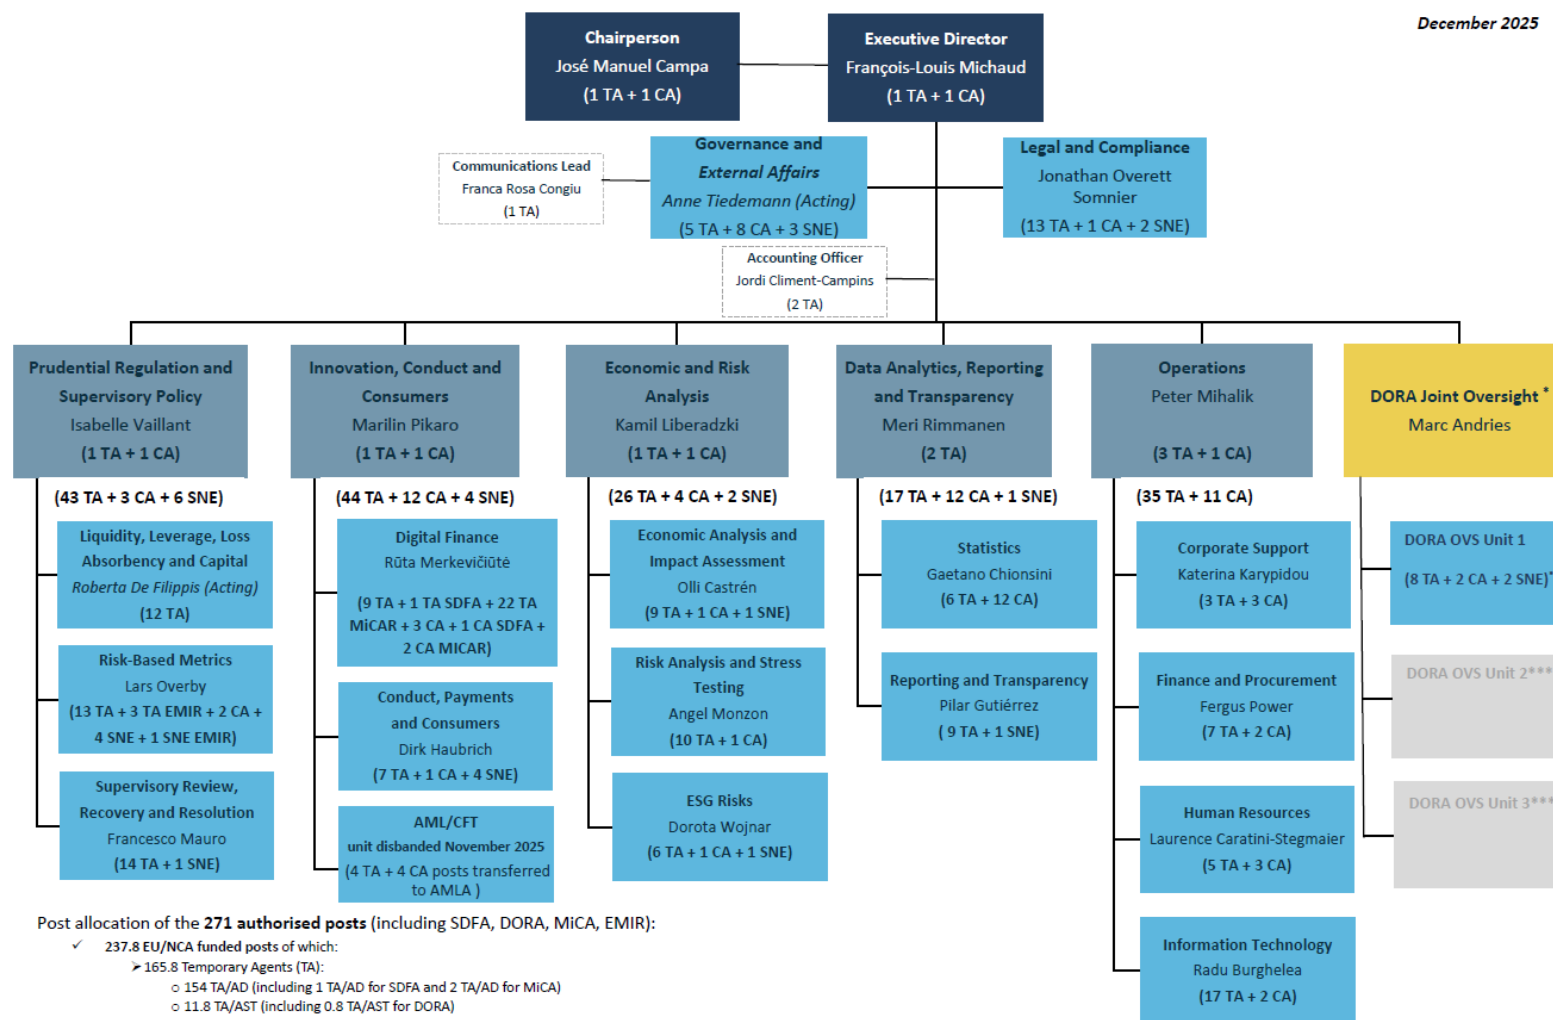 December 2025
Chairperson
José Manuel Campa
(1 TA + 1 CA)
Executive Director
François-Louis Michaud
(1 TA + 1 CA)
Communications Lead
Franca Rosa Congiu
(1 TA)
Governance and
External Affairs
Anne Tiedemann (Acting)
(5 TA + 8 CA + 3 SNE)
Legal and Compliance
Jonathan Overett
Somnier
(13 TA + 1 CA + 2 SNE)
Accounting Officer
Jordi Climent-Campins
(2 TA)
Prudential Regulation and
Supervisory Policy
Isabelle Vaillant
(1 TA + 1 CA)
(43 TA + 3 CA + 6 SNE)
Liquidity, Leverage, Loss
Absorbency and Capital
Roberta De Filippis (Acting)
(12 TA)
Risk-Based Metrics
Lars Overby
(13 TA + 3 TA EMIR + 2 CA +
4 SNE + 1 SNE EMIR)
Supervisory Review,
Recovery and Resolution
Francesco Mauro
(14 TA + 1 SNE)
Innovation, Conduct and
Consumers
Marilin Pikaro
(1 TA + 1 CA)
(44 TA + 12 CA + 4 SNE)
Digital Finance
Rūta Merkevičiūtė
(9 TA + 1 TA SDFA + 22 TA
MiCAR + 3 CA + 1 CA SDFA +
2 CA MICAR)
Conduct, Payments
and Consumers
Dirk Haubrich
(7 TA + 1 CA + 4 SNE)
AML/CFT
unit disbanded November 2025
(4 TA + 4 CA posts transferred
to AMLA )
Economic and Risk
Analysis
Kamil Liberadzki
(1 TA + 1 CA)
(26 TA + 4 CA + 2 SNE)
Economic Analysis and
Impact Assessment
Olli Castrén
(9 TA + 1 CA + 1 SNE)
Risk Analysis and Stress
Testing
Angel Monzon
(10 TA + 1 CA)
ESG Risks
Dorota Wojnar
(6 TA + 1 CA + 1 SNE)
Data Analytics, Reporting
and Transparency
Meri Rimmanen
(2 TA)
(17 TA + 12 CA + 1 SNE)
Statistics
Gaetano Chionsini
(6 TA + 12 CA)
Reporting and Transparency
Pilar Gutiérrez
( 9 TA + 1 SNE)
Operations
Peter Mihalik
(3 TA + 1 CA)
(35 TA + 11 CA)
Corporate Support
Katerina Karypidou
(3 TA + 3 CA)
Finance and Procurement
Fergus Power
(7 TA + 2 CA)
Human Resources
Laurence Caratini-Stegmaier
(5 TA + 3 CA)
Information Technology
Radu Burghelea
(17 TA + 2 CA)
DORA Joint Oversight *
Marc Andries
DORA OVS Unit 1
(8 TA + 2 CA + 2 SNE)*
DORA OVS Unit 2***
DORA OVS Unit 3***
Post allocation of the 271 authorised posts (including SDFA, DORA, MiCA, EMIR):
✓ 237.8 EU/NCA funded posts of which:
➤ 165.8 Temporary Agents (TA):
o 154 TA/AD (including 1 TA/AD for SDFA and 2 TA/AD for MiCA)
o 11.8 TA/AST (including 0.8 TA/AST for DORA)